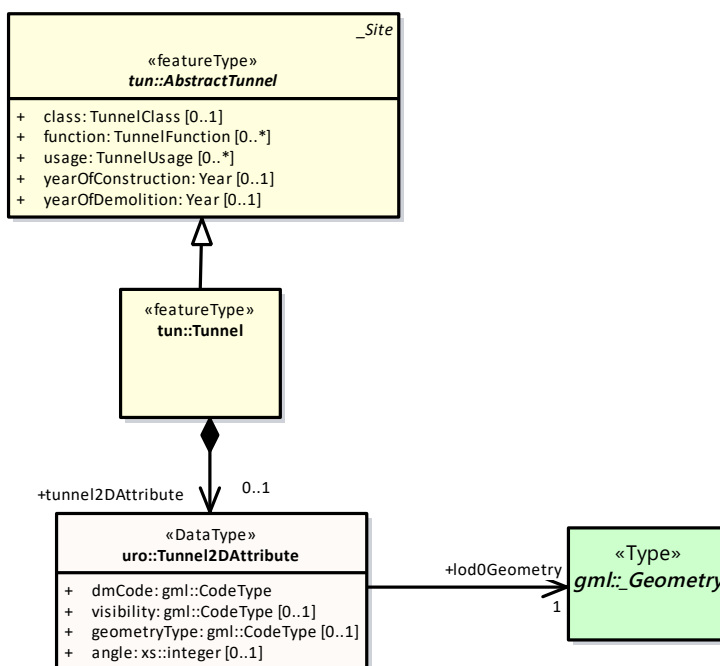 _Site
«featureType»
tun::AbstractTunnel
+ class: TunnelClass [0..1]
+ function: TunnelFunction [0..*]
+ usage: TunnelUsage [0..*]
+ yearOfConstruction: Year [0..1]
+ yearOfDemolition: Year [0..1]
«featureType»
tun::Tunnel
+tunnel2DAttribute 0..1
«DataType»
uro::Tunnel2DAttribute
+ dmCode: gml::CodeType
+ visibility: gml::CodeType [0..1]
+ geometryType: gml::CodeType [0..1]
+ angle: xs::integer [0..1]
+lod0Geometry
1
«Type»
gml::_Geometry